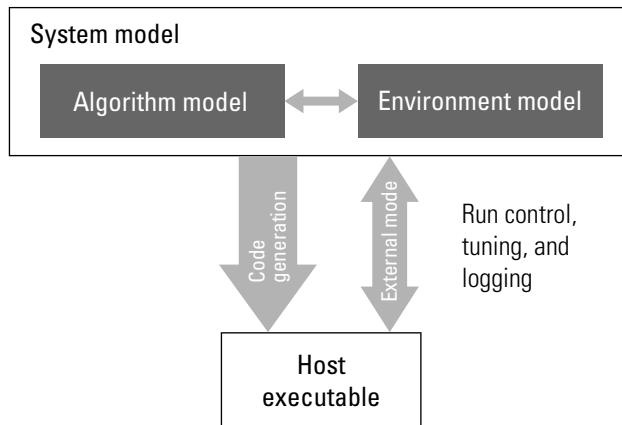 System model
Algorithm model
Environment model
Code
generation
External mode
Run control,
tuning, and
logging
Host
executable